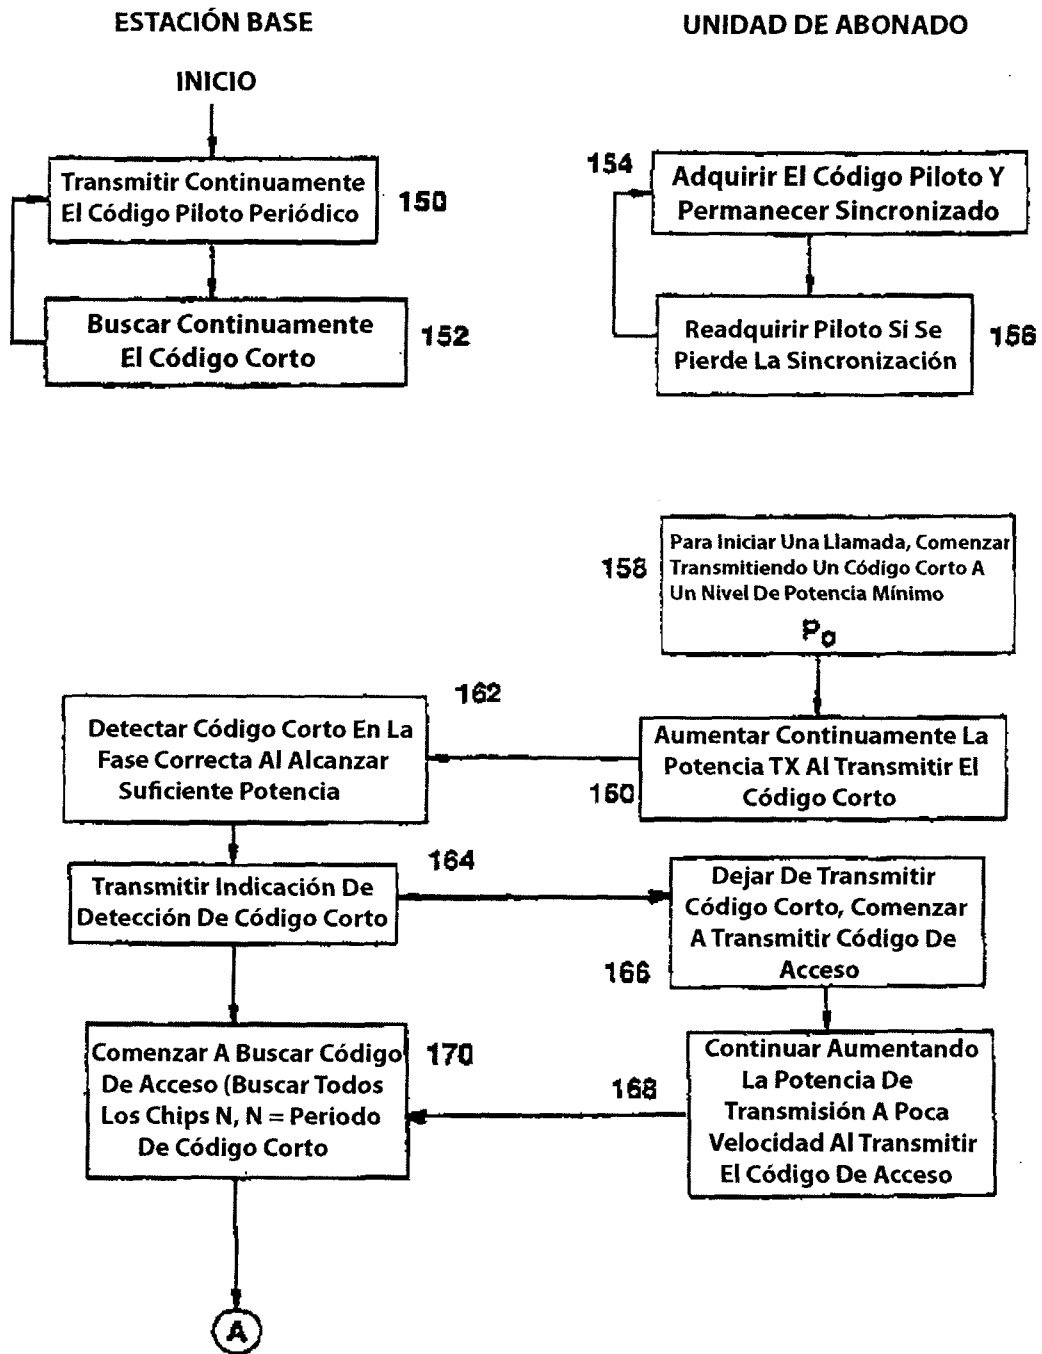 ESTACIÓN BASE
UNIDAD DE ABONADO
INICIO
Transmitir Continuamente
El Código Piloto Periódico
150
154
Adquirir El Código Piloto Y
Permanecer Sincronizado
Buscar Continuamente
El Código Corto
152
Readquirir Piloto Si Se
Pierde La Sincronización
156
158
Para Iniciar Una Llamada, Comenzar
Transmitiendo Un Código Corto A
Un Nivel De Potencia Mínimo
P0
162
Detectar Código Corto En La
Fase Correcta Al Alcanzar
Suficiente Potencia
Aumentar Continuamente La
Potencia TX Al Transmitir El
Código Corto
160
164
Transmitir Indicación De
Detección De Código Corto
Dejar De Transmitir
Código Corto, Comenzar
A Transmitir Código De
Acceso
166
Comenzar A Buscar Código
De Acceso (Buscar Todos
Los Chips N, N = Periodo
De Código Corto
170
168
Continuar Aumentando
La Potencia De
Transmisión A Poca
Velocidad Al Transmitir
El Código De Acceso
A